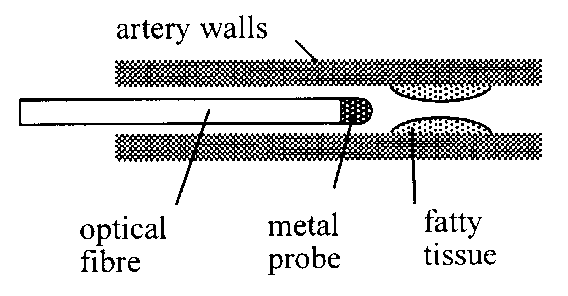 artery walls
optical
fibre
metal
probe
fatty
tissue